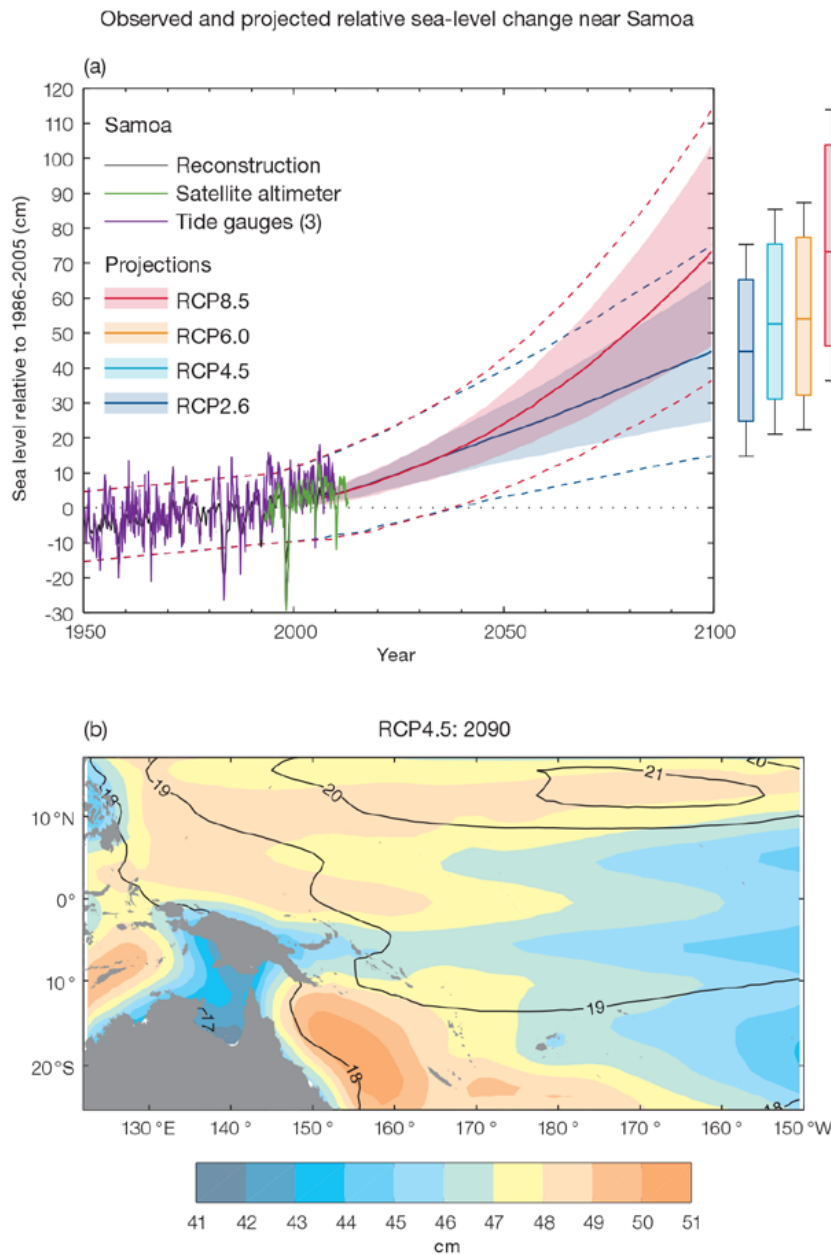 Observed and projected relative sea-level change near Samoa
(a)
120
110
100
90
80
70
60
50
40
30
20
10
0
-10
-20
-30
Sea level relative to 1986-2005 (cm)
Samoa
Reconstruction
Satellite altimeter
Tide gauges (3)
Projections
RCP8.5
RCP6.0
RCP4.5
RCP2.6
1950 2000 2050 2100
Year
(b) RCP4.5: 2090
18 19 20 21 20
10°N
0°
10°
20°S
17 18 19 18
130°E 140° 150° 160° 170° 180° 170° 160° 150°W
41 42 43 44 45 46 47 48 49 50 51
cm